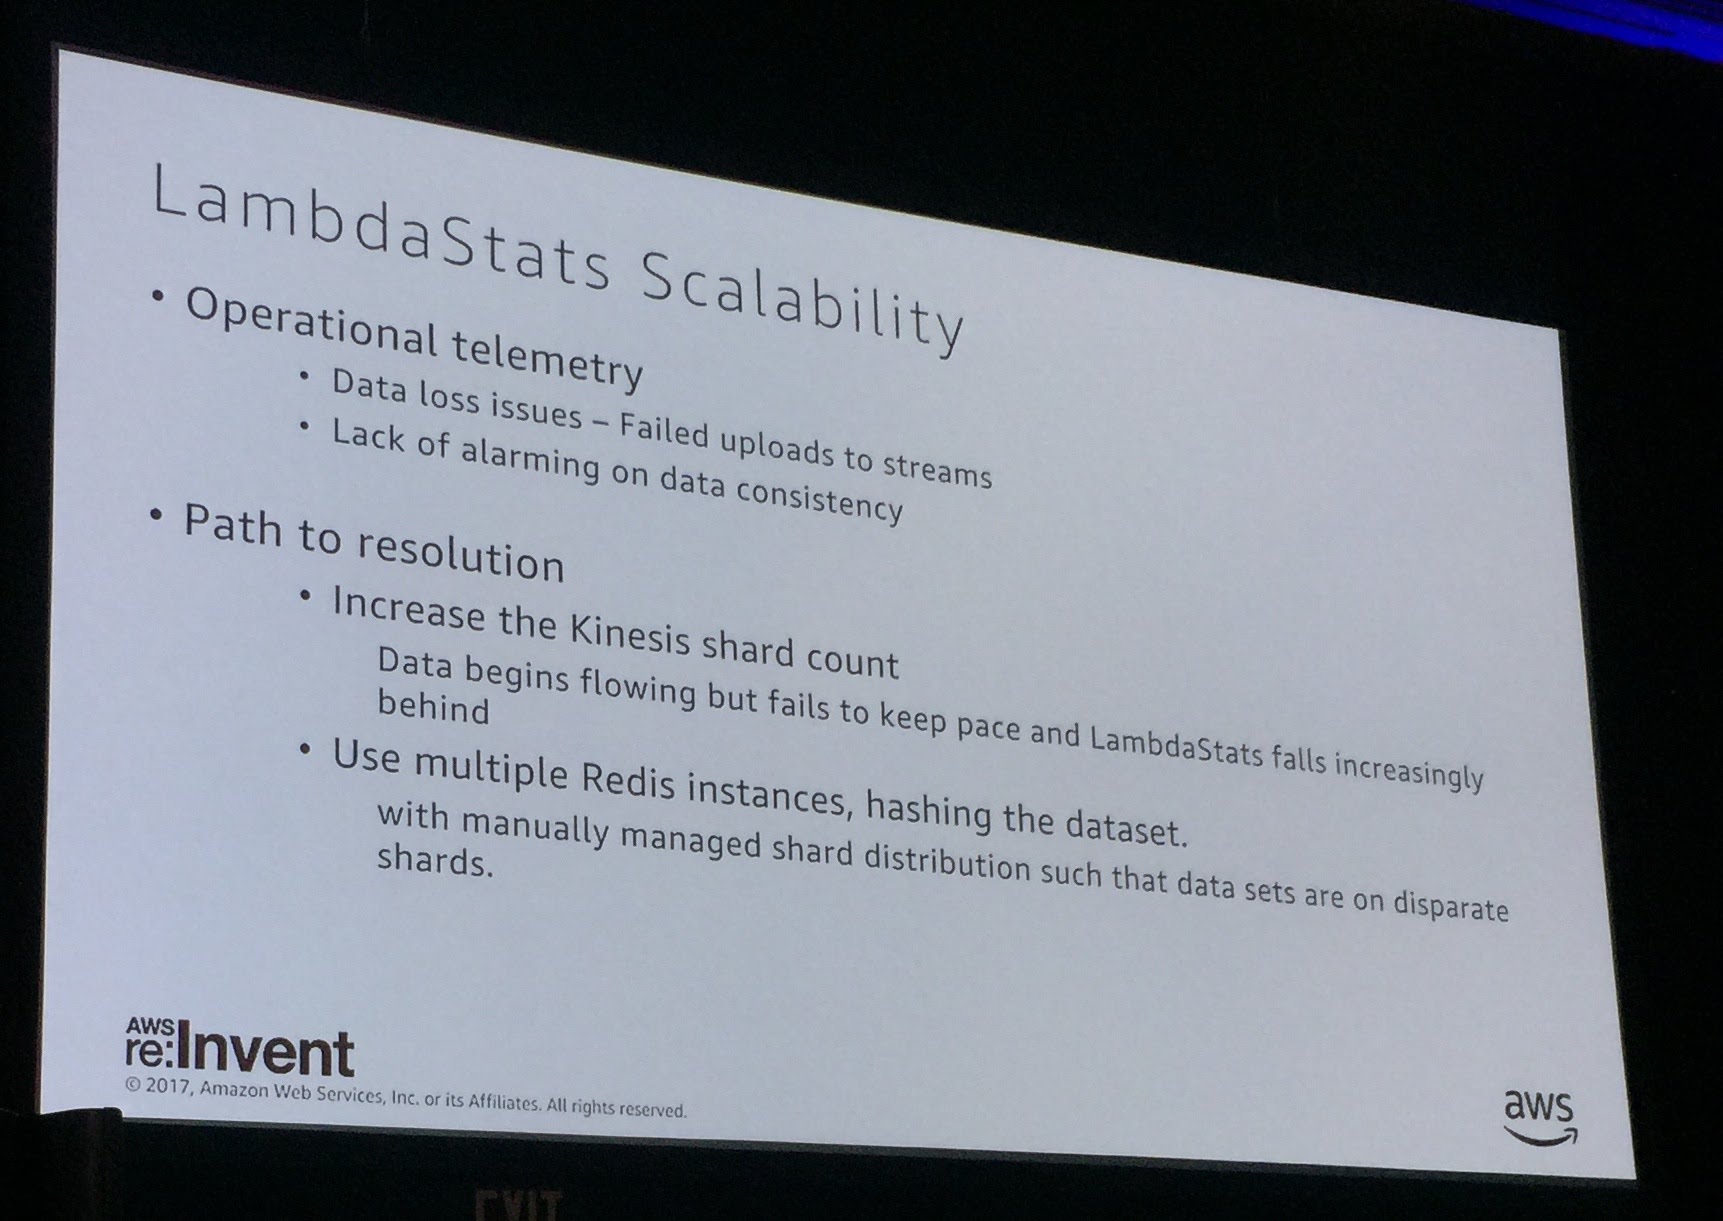 LambdaStats Scalability
• Operational telemetry
• Data loss issues – Failed uploads to streams
• Lack of alarming on data consistency
• Path to resolution
• Increase the Kinesis shard count
Data begins flowing but fails to keep pace and LambdaStats falls increasingly
behind
• Use multiple Redis instances, hashing the dataset.
with manually managed shard distribution such that data sets are on disparate
shards.
AWS
re:Invent
© 2017, Amazon Web Services, Inc. or its Affiliates. All rights reserved.
aws
EXIT